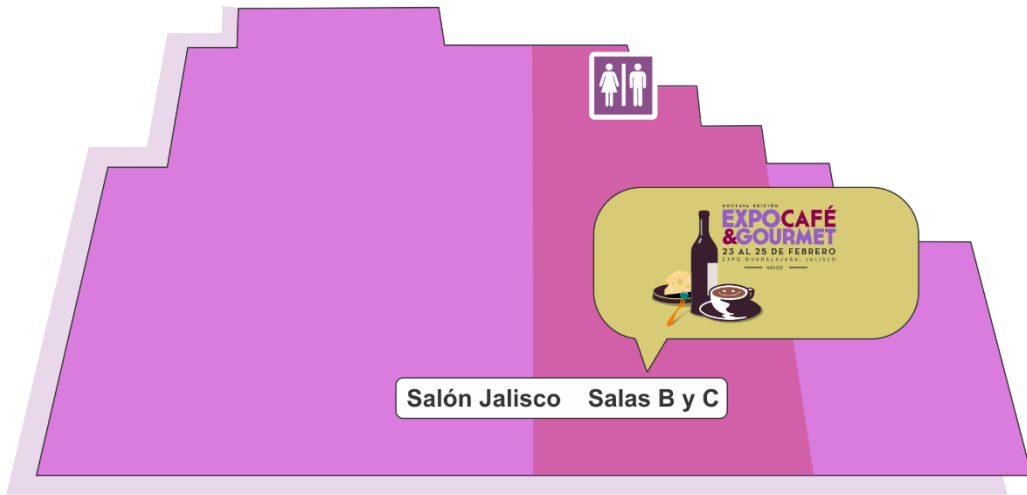 DOCEAVA EDICIÓN
EXPOCAFÉ
&GOURMET
23 AL 25 DE FEBRERO
EXPO GUADALAJARA, JALISCO
MÉXICO
Salón Jalisco Salas B y C